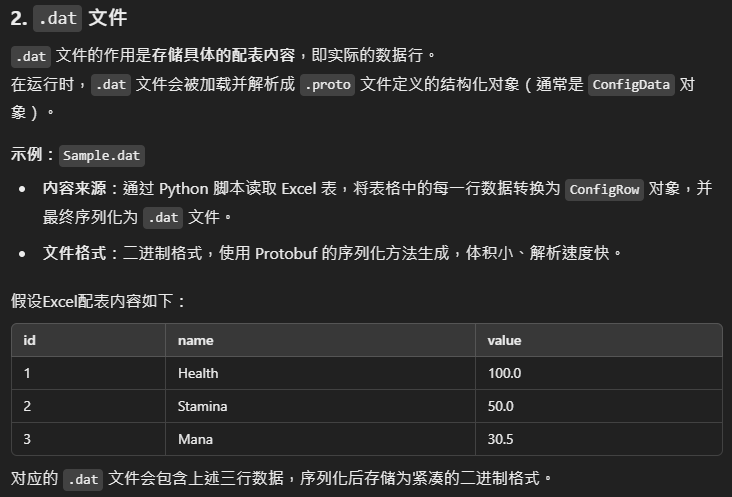 2. .dat 文件
.dat 文件的作用是存储具体的配表内容，即实际的数据行。
在运行时，.dat 文件会被加载并解析成 .proto 文件定义的结构化对象（通常是 ConfigData 对
象）。
示例：Sample.dat
• 内容来源：通过 Python 脚本读取 Excel 表，将表格中的每一行数据转换为 ConfigRow 对象，并
最终序列化为 .dat 文件。
• 文件格式：二进制格式，使用 Protobuf 的序列化方法生成，体积小、解析速度快。
假设Excel配表内容如下：
id name value
1 Health 100.0
2 Stamina 50.0
3 Mana 30.5
对应的 .dat 文件会包含上述三行数据，序列化后存储为紧凑的二进制格式。